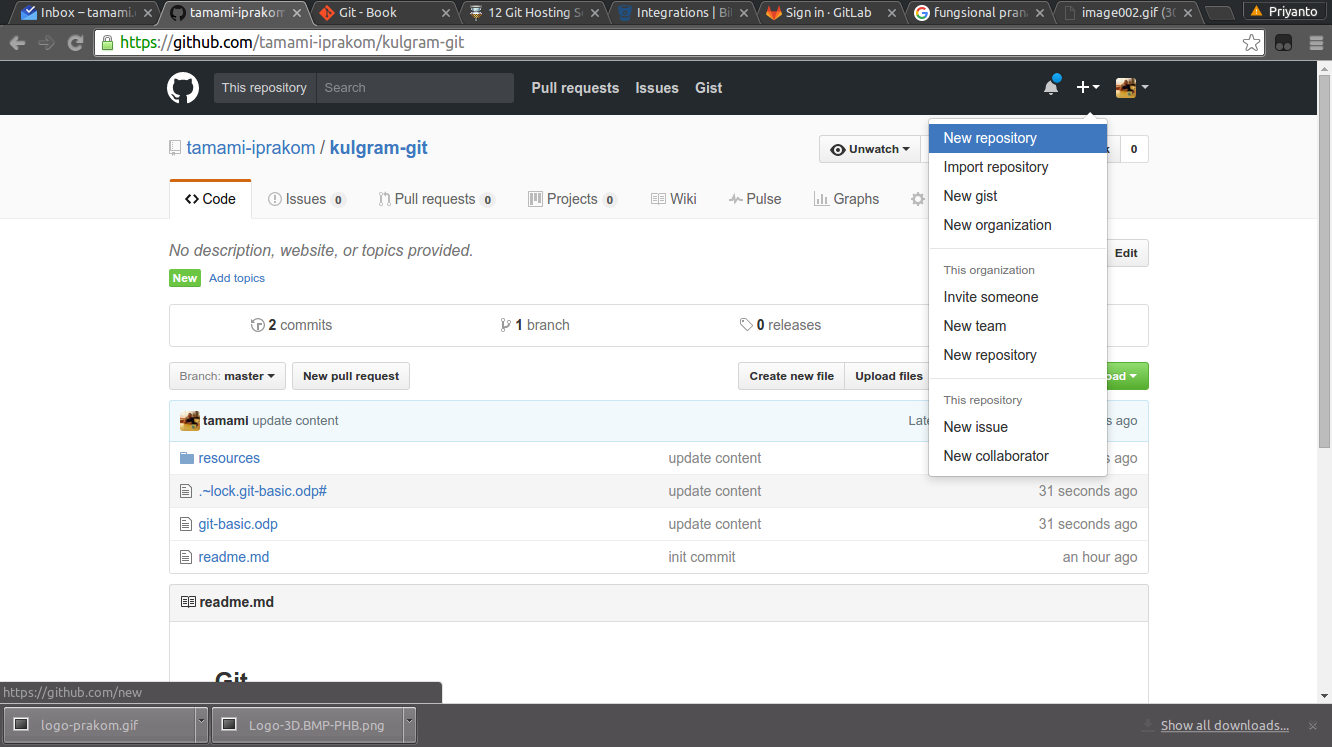 Inbox – tamami. tamami-iprakom Git - Book 12 Git Hosting S Integrations | Bi Sign in · GitLab fungsional pran image002.gif (30 Priyanto
https://github.com/tamami-iprakom/kulgram-git
This repository Search Pull requests Issues Gist
tamami-iprakom / kulgram-git Unwatch 0
New repository
Import repository
New gist
New organization
This organization
Invite someone
New team
New repository
This repository
New issue
New collaborator
Code Issues 0 Pull requests 0 Projects 0 Wiki Pulse Graphs
No description, website, or topics provided. Edit
New Add topics
2 commits 1 branch 0 releases
Branch: master New pull request Create new file Upload files oad
tamami update content Late s ago
resources update content s ago
.~lock.git-basic.odp# update content 31 seconds ago
git-basic.odp update content 31 seconds ago
readme.md init commit an hour ago
readme.md
Git
https://github.com/new
logo-prakom.gif Logo-3D.BMP-PHB.png Show all downloads...